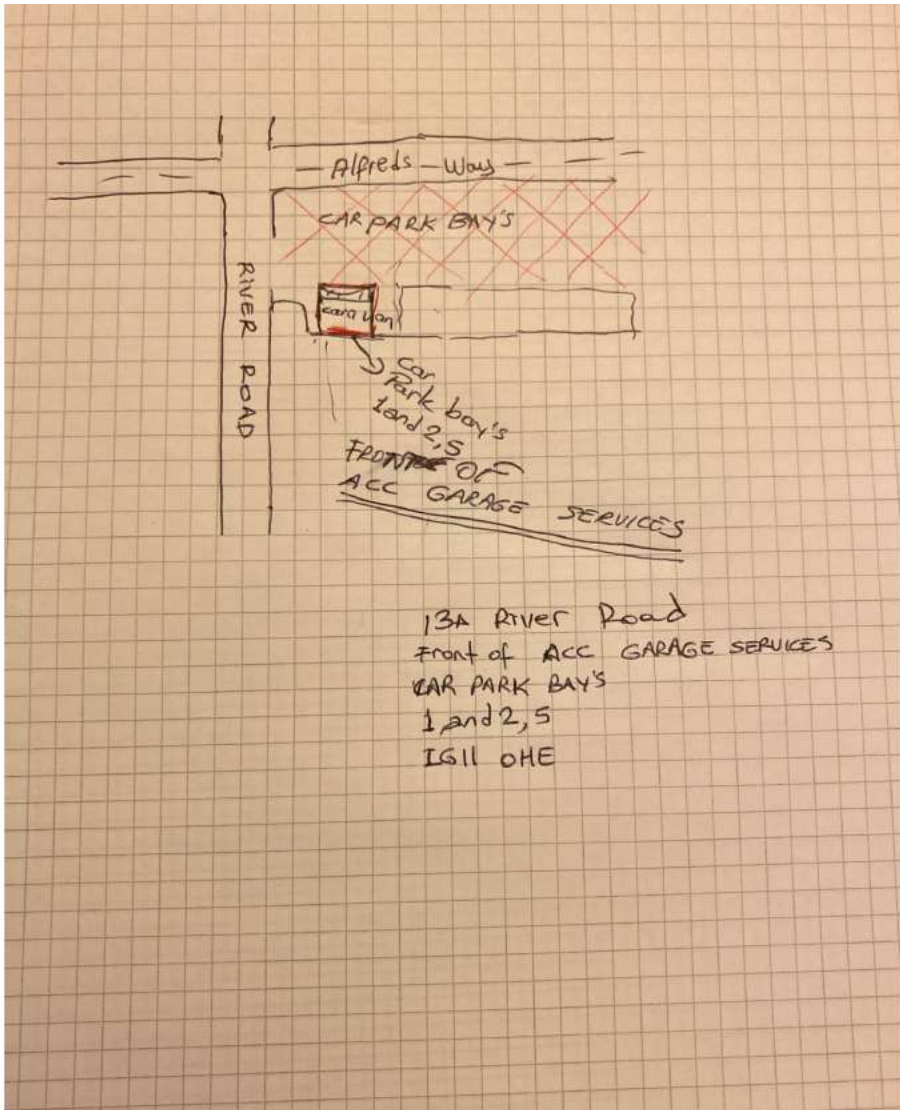 Alfreds - Way
CAR PARK BAY'S
RIVER ROAD
caravan
Car
Park bay's
1 and 2, 5
FRONT OF
ACC GARAGE SERVICES
13A River Road
Front of ACC GARAGE SERVICES
CAR PARK BAY'S
1 and 2, 5
IG11 OHE